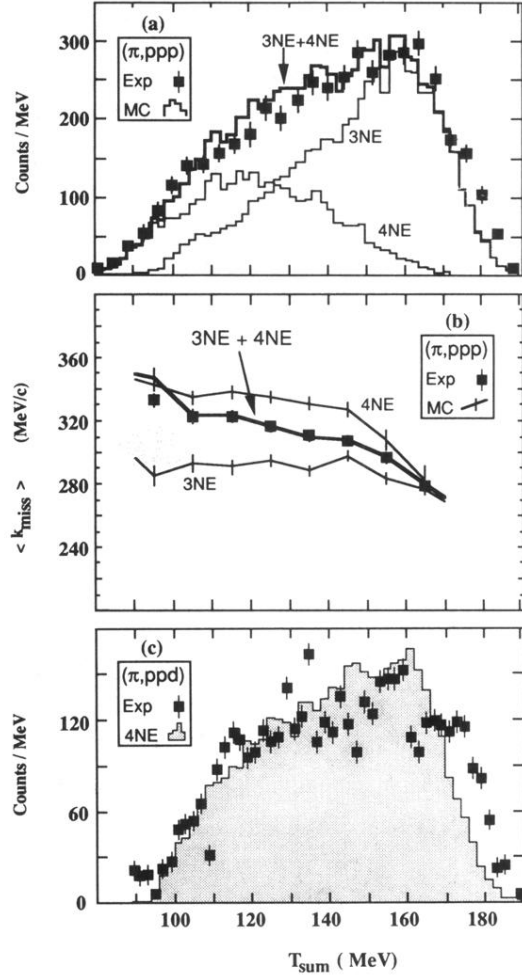 (a)
(π,ppp)
Exp
MC
3NE+4NE
3NE
4NE
Counts / MeV
300
200
100
0
(b)
(π,ppp)
Exp
MC
3NE + 4NE
4NE
3NE
< k miss > (MeV/c)
360
320
280
240
(c)
(π,ppd)
Exp
4NE
Counts / MeV
120
60
0
100 120 140 160 180
T sum ( MeV)